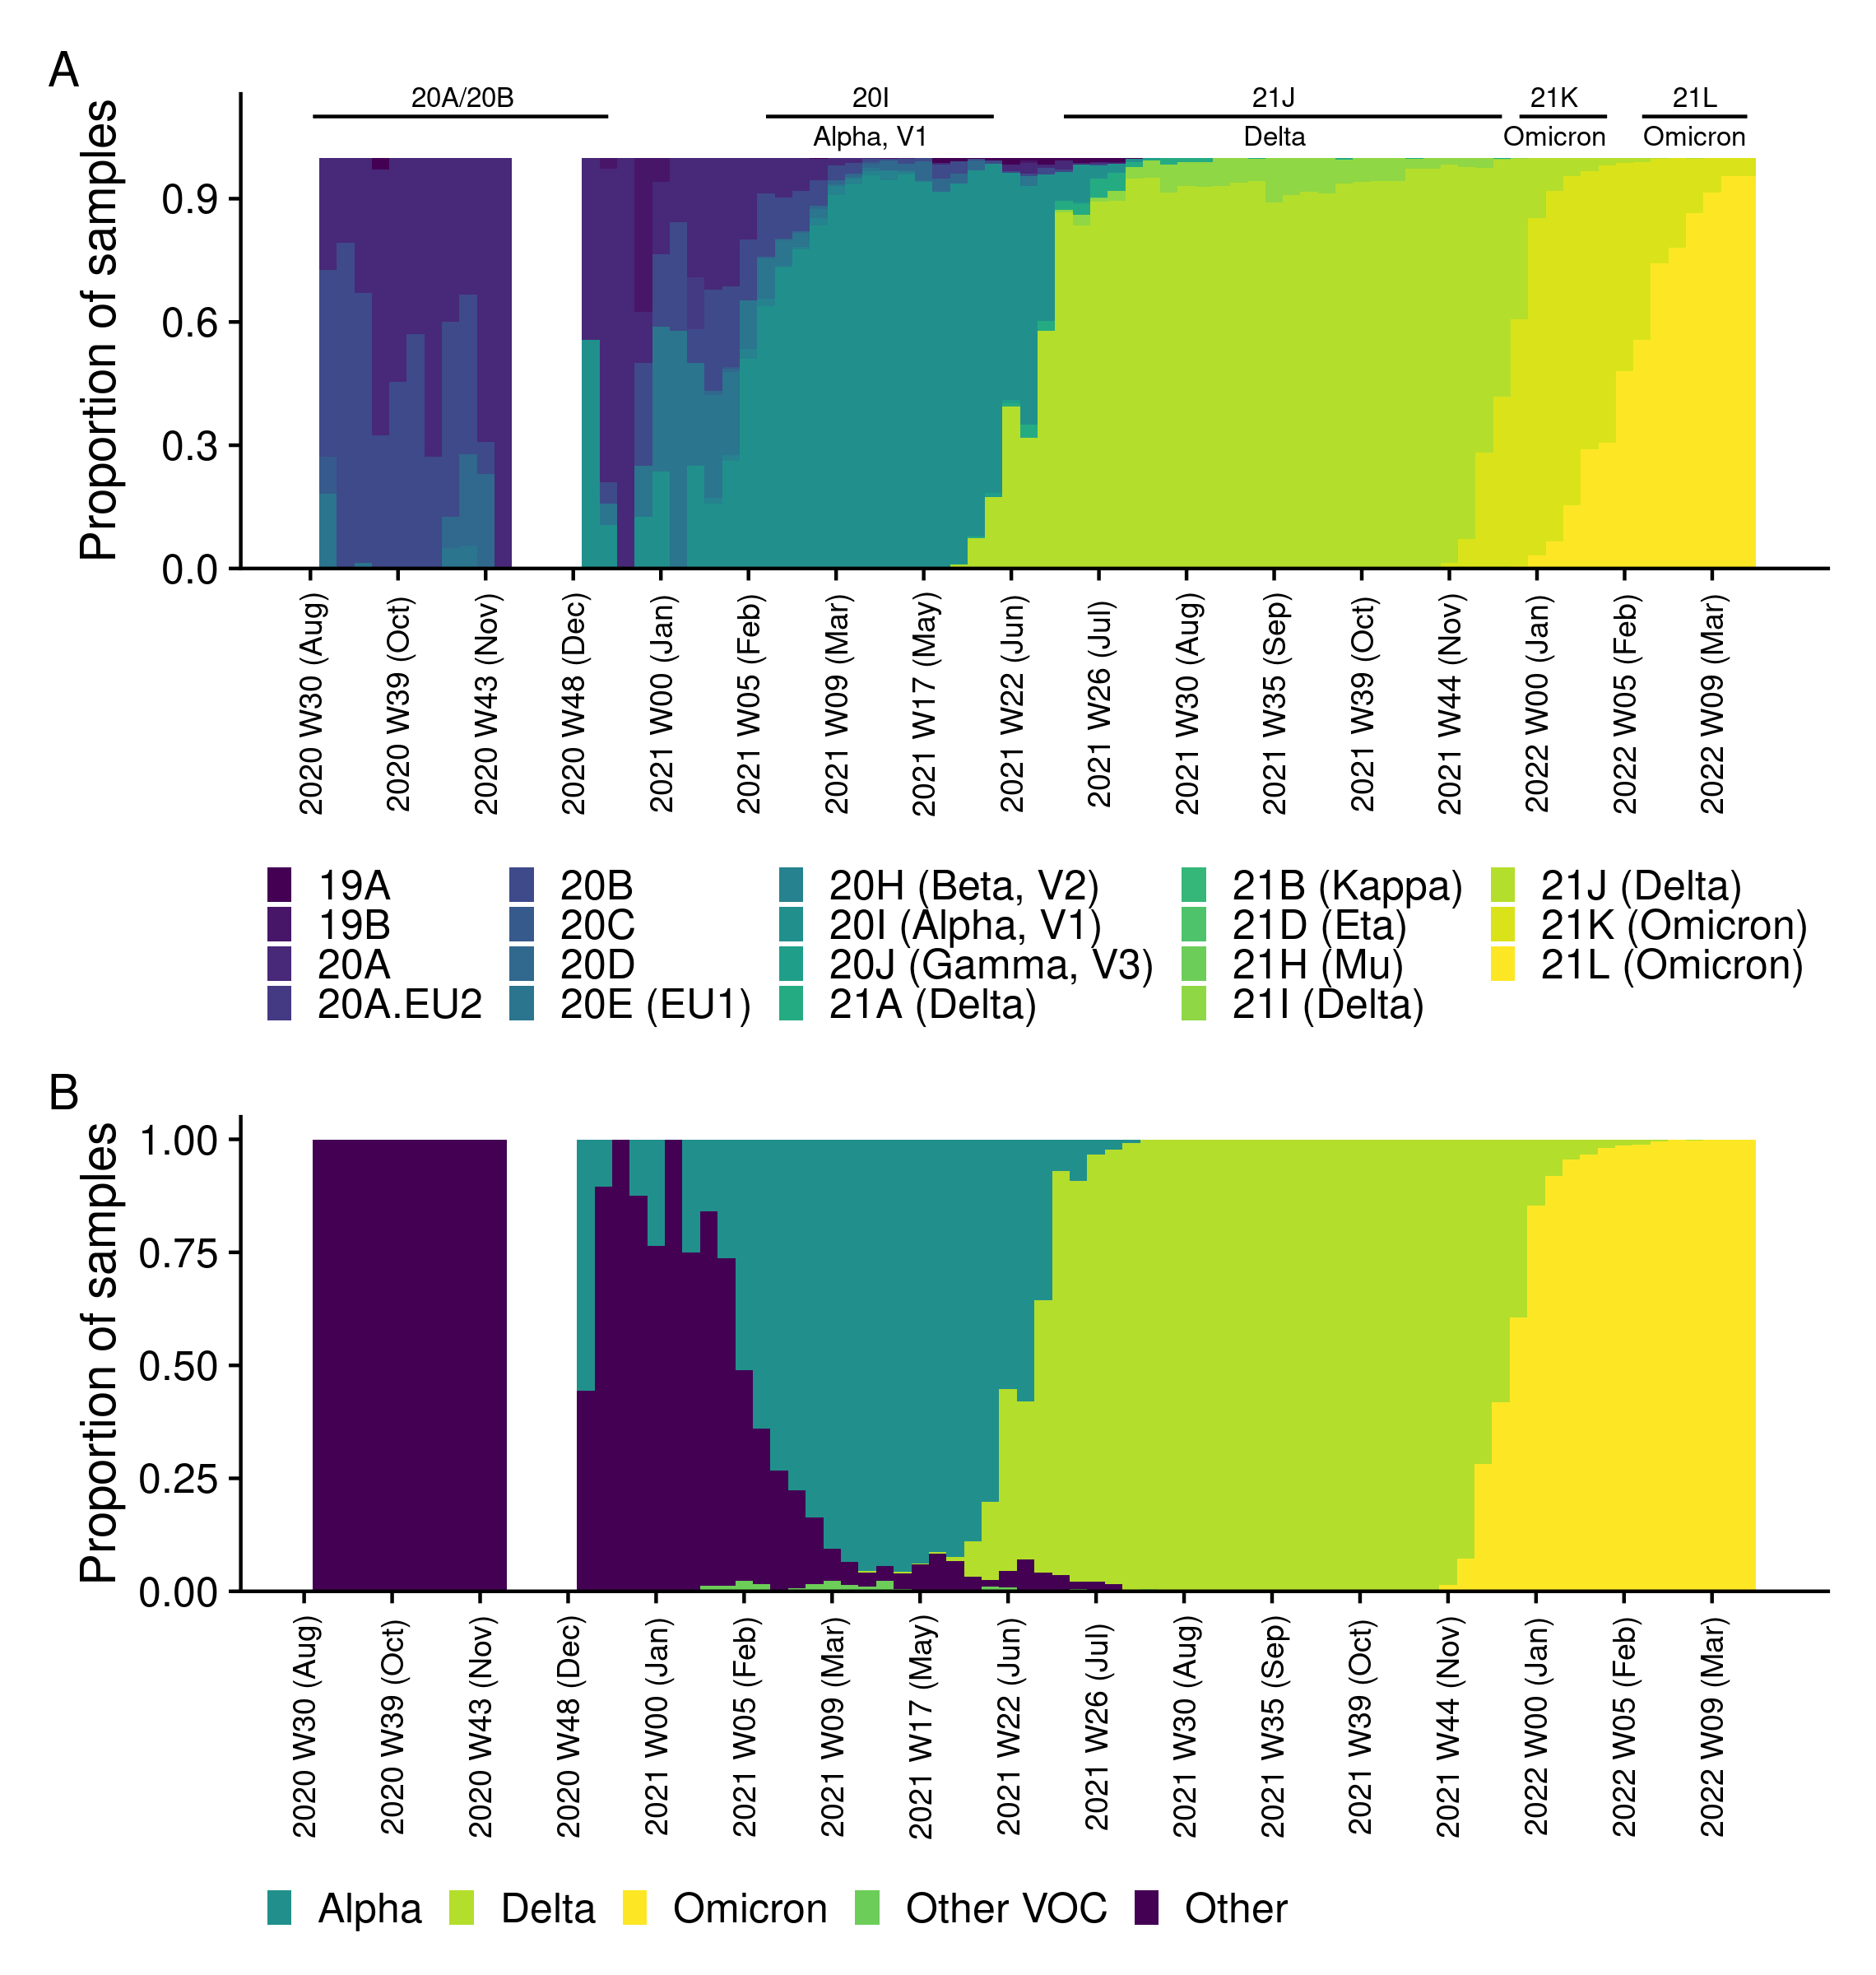 A
20A/20B
20I
21J
21K
21L
Alpha, V1
Delta
Omicron
Omicron
Proportion of samples
0.9
0.6
0.3
0.0
2020 W30 (Aug)
2020 W39 (Oct)
2020 W43 (Nov)
2020 W48 (Dec)
2021 W00 (Jan)
2021 W05 (Feb)
2021 W09 (Mar)
2021 W17 (May)
2021 W22 (Jun)
2021 W26 (Jul)
2021 W30 (Aug)
2021 W35 (Sep)
2021 W39 (Oct)
2021 W44 (Nov)
2022 W00 (Jan)
2022 W05 (Feb)
2022 W09 (Mar)
19A
19B
20A
20A.EU2
20B
20C
20D
20E (EU1)
20H (Beta, V2)
20I (Alpha, V1)
20J (Gamma, V3)
21A (Delta)
21B (Kappa)
21D (Eta)
21H (Mu)
21I (Delta)
21J (Delta)
21K (Omicron)
21L (Omicron)
B
Proportion of samples
1.00
0.75
0.50
0.25
0.00
2020 W30 (Aug)
2020 W39 (Oct)
2020 W43 (Nov)
2020 W48 (Dec)
2021 W00 (Jan)
2021 W05 (Feb)
2021 W09 (Mar)
2021 W17 (May)
2021 W22 (Jun)
2021 W26 (Jul)
2021 W30 (Aug)
2021 W35 (Sep)
2021 W39 (Oct)
2021 W44 (Nov)
2022 W00 (Jan)
2022 W05 (Feb)
2022 W09 (Mar)
Alpha
Delta
Omicron
Other VOC
Other